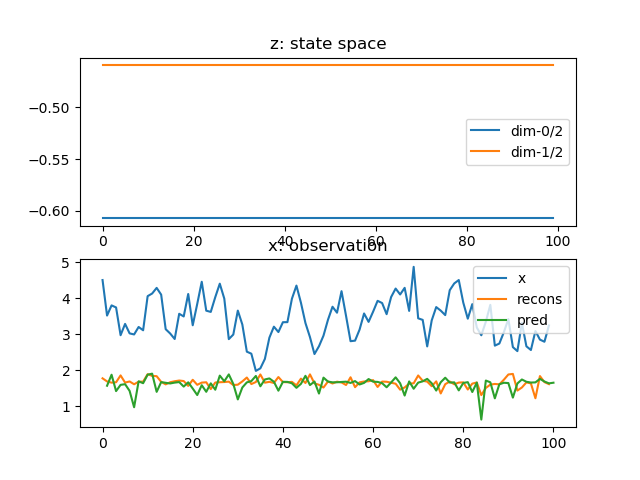 z: state space
−0.50
−0.55
−0.60
dim-0/2
dim-1/2
0 20 40 60 80 100
x: observation
5
4
3
2
1
x
recons
pred
0 20 40 60 80 100